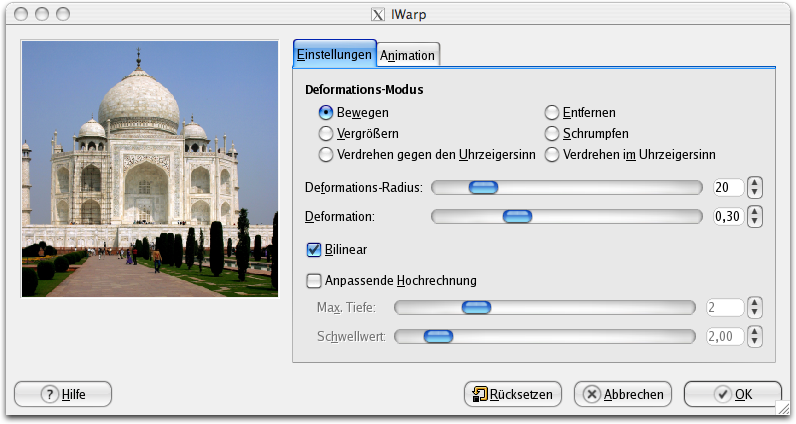 IWarp
Einstellungen Animation
Deformations-Modus
Bewegen Entfernen
Vergrößern Schrumpfen
Verdrehen gegen den Uhrzeigersinn Verdrehen im Uhrzeigersinn
Deformations-Radius: 20
Deformation: 0,30
Bilinear
Anpassende Hochrechnung
Max. Tiefe: 2
Schwellwert: 2,00
Hilfe Rücksetzen Abbrechen OK